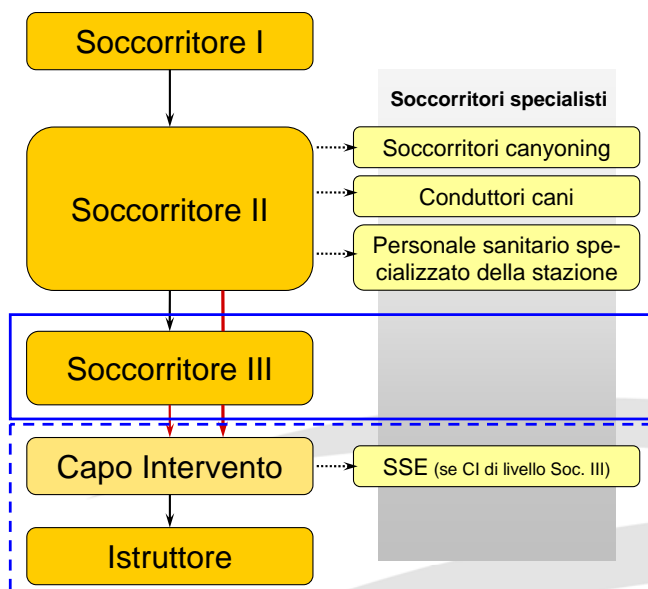 Soccorritore I
Soccorritori specialisti
Soccorritori canyoning
Soccorritore II
Conduttori cani
Personale sanitario spe-
cializzato della stazione
Soccorritore III
Capo Intervento
SSE (se CI di livello Soc. III)
Istruttore